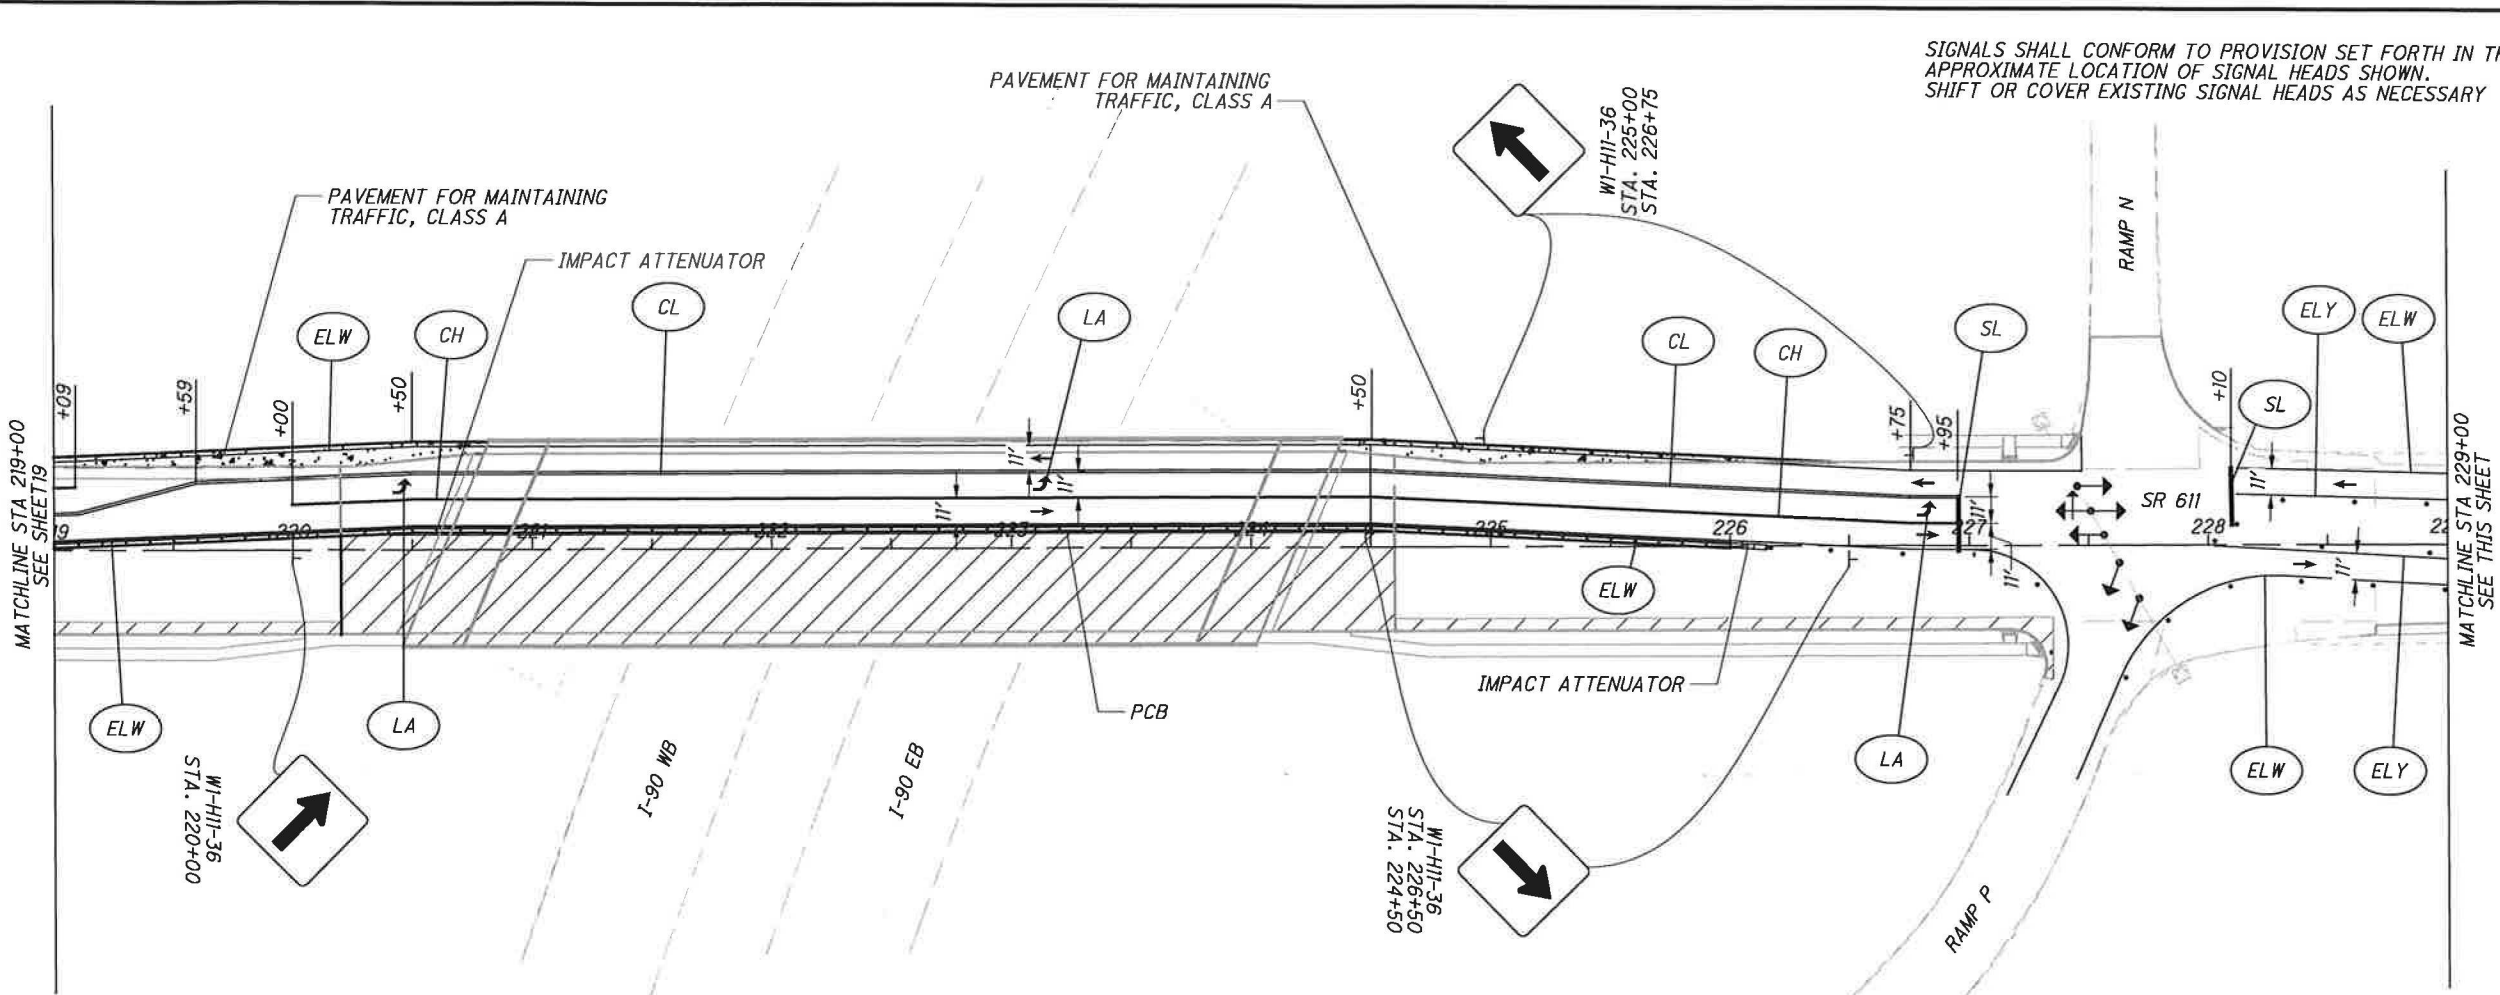 SIGNALS SHALL CONFORM TO PROVISION SET FORTH IN
APPROXIMATE LOCATION OF SIGNAL HEADS SHOWN.
SHIFT OR COVER EXISTING SIGNAL HEADS AS NECESSARY
PAVEMENT FOR MAINTAINING
TRAFFIC, CLASS A
W1-H11-36
STA. 225+00
STA. 226+75
PAVEMENT FOR MAINTAINING
TRAFFIC, CLASS A
IMPACT ATTENUATOR
RAMP N
CL
LA
ELW
CH
CL
CH
SL
ELY
ELW
SL
+09
+59
+00
+50
+50
+75
+95
+10
MATCHLINE STA 219+00
SEE SHEET19
MATCHLINE STA 229+00
SEE THIS SHEET
11'
11'
11'
11'
11'
11'
11'
SR 611
220
221
222
223
224
225
226
227
228
ELW
ELW
LA
PCB
IMPACT ATTENUATOR
LA
ELW
ELY
W1-H11-36
STA. 220+00
I-90 WB
I-90 EB
W1-H11-36
STA. 226+50
STA. 224+50
RAMP P